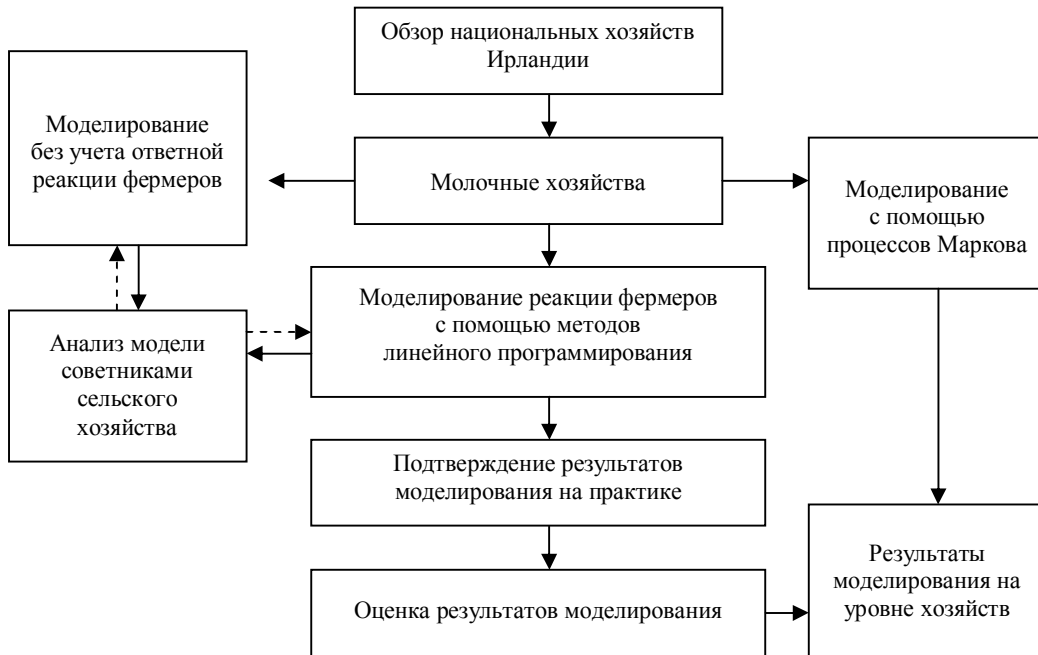 Обзор национальных хозяйств
Ирландии
Моделирование
без учета ответной
реакции фермеров
Молочные хозяйства
Моделирование
с помощью
процессов Маркова
Моделирование реакции фермеров
с помощью методов
линейного программирования
Анализ модели
советниками
сельского
хозяйства
Подтверждение результатов
моделирования на практике
Оценка результатов моделирования
Результаты
моделирования на
уровне хозяйств